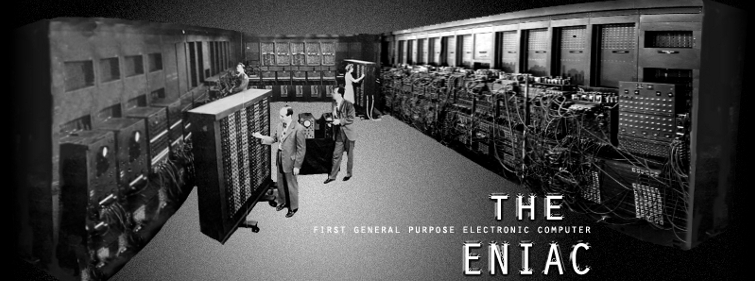 THE
FIRST GENERAL PURPOSE ELECTRONIC COMPUTER
ENIAC